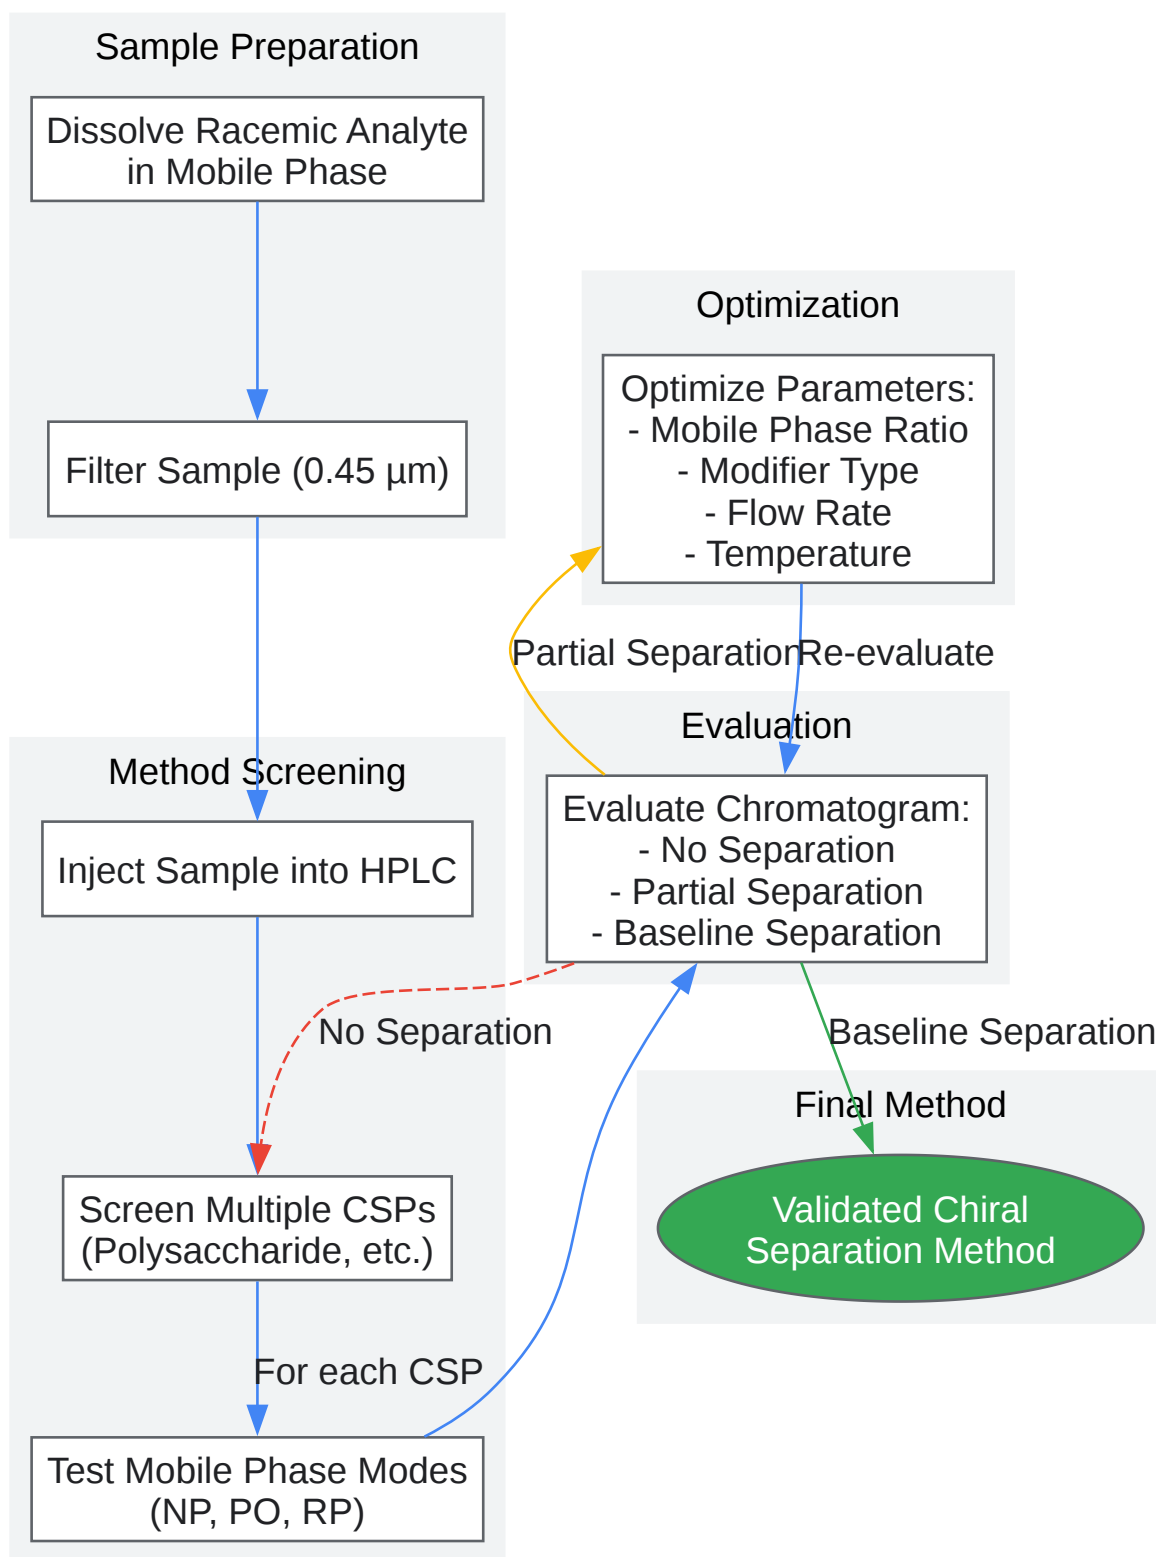 Sample Preparation
Dissolve Racemic Analyte
in Mobile Phase
Filter Sample (0.45 µm)
Optimization
Optimize Parameters:
- Mobile Phase Ratio
- Modifier Type
- Flow Rate
- Temperature
Partial Separation
Re-evaluate
Evaluation
Evaluate Chromatogram:
- No Separation
- Partial Separation
- Baseline Separation
Method Screening
Inject Sample into HPLC
No Separation
Baseline Separation
Final Method
Validated Chiral
Separation Method
Screen Multiple CSPs
(Polysaccharide, etc.)
For each CSP
Test Mobile Phase Modes
(NP, PO, RP)